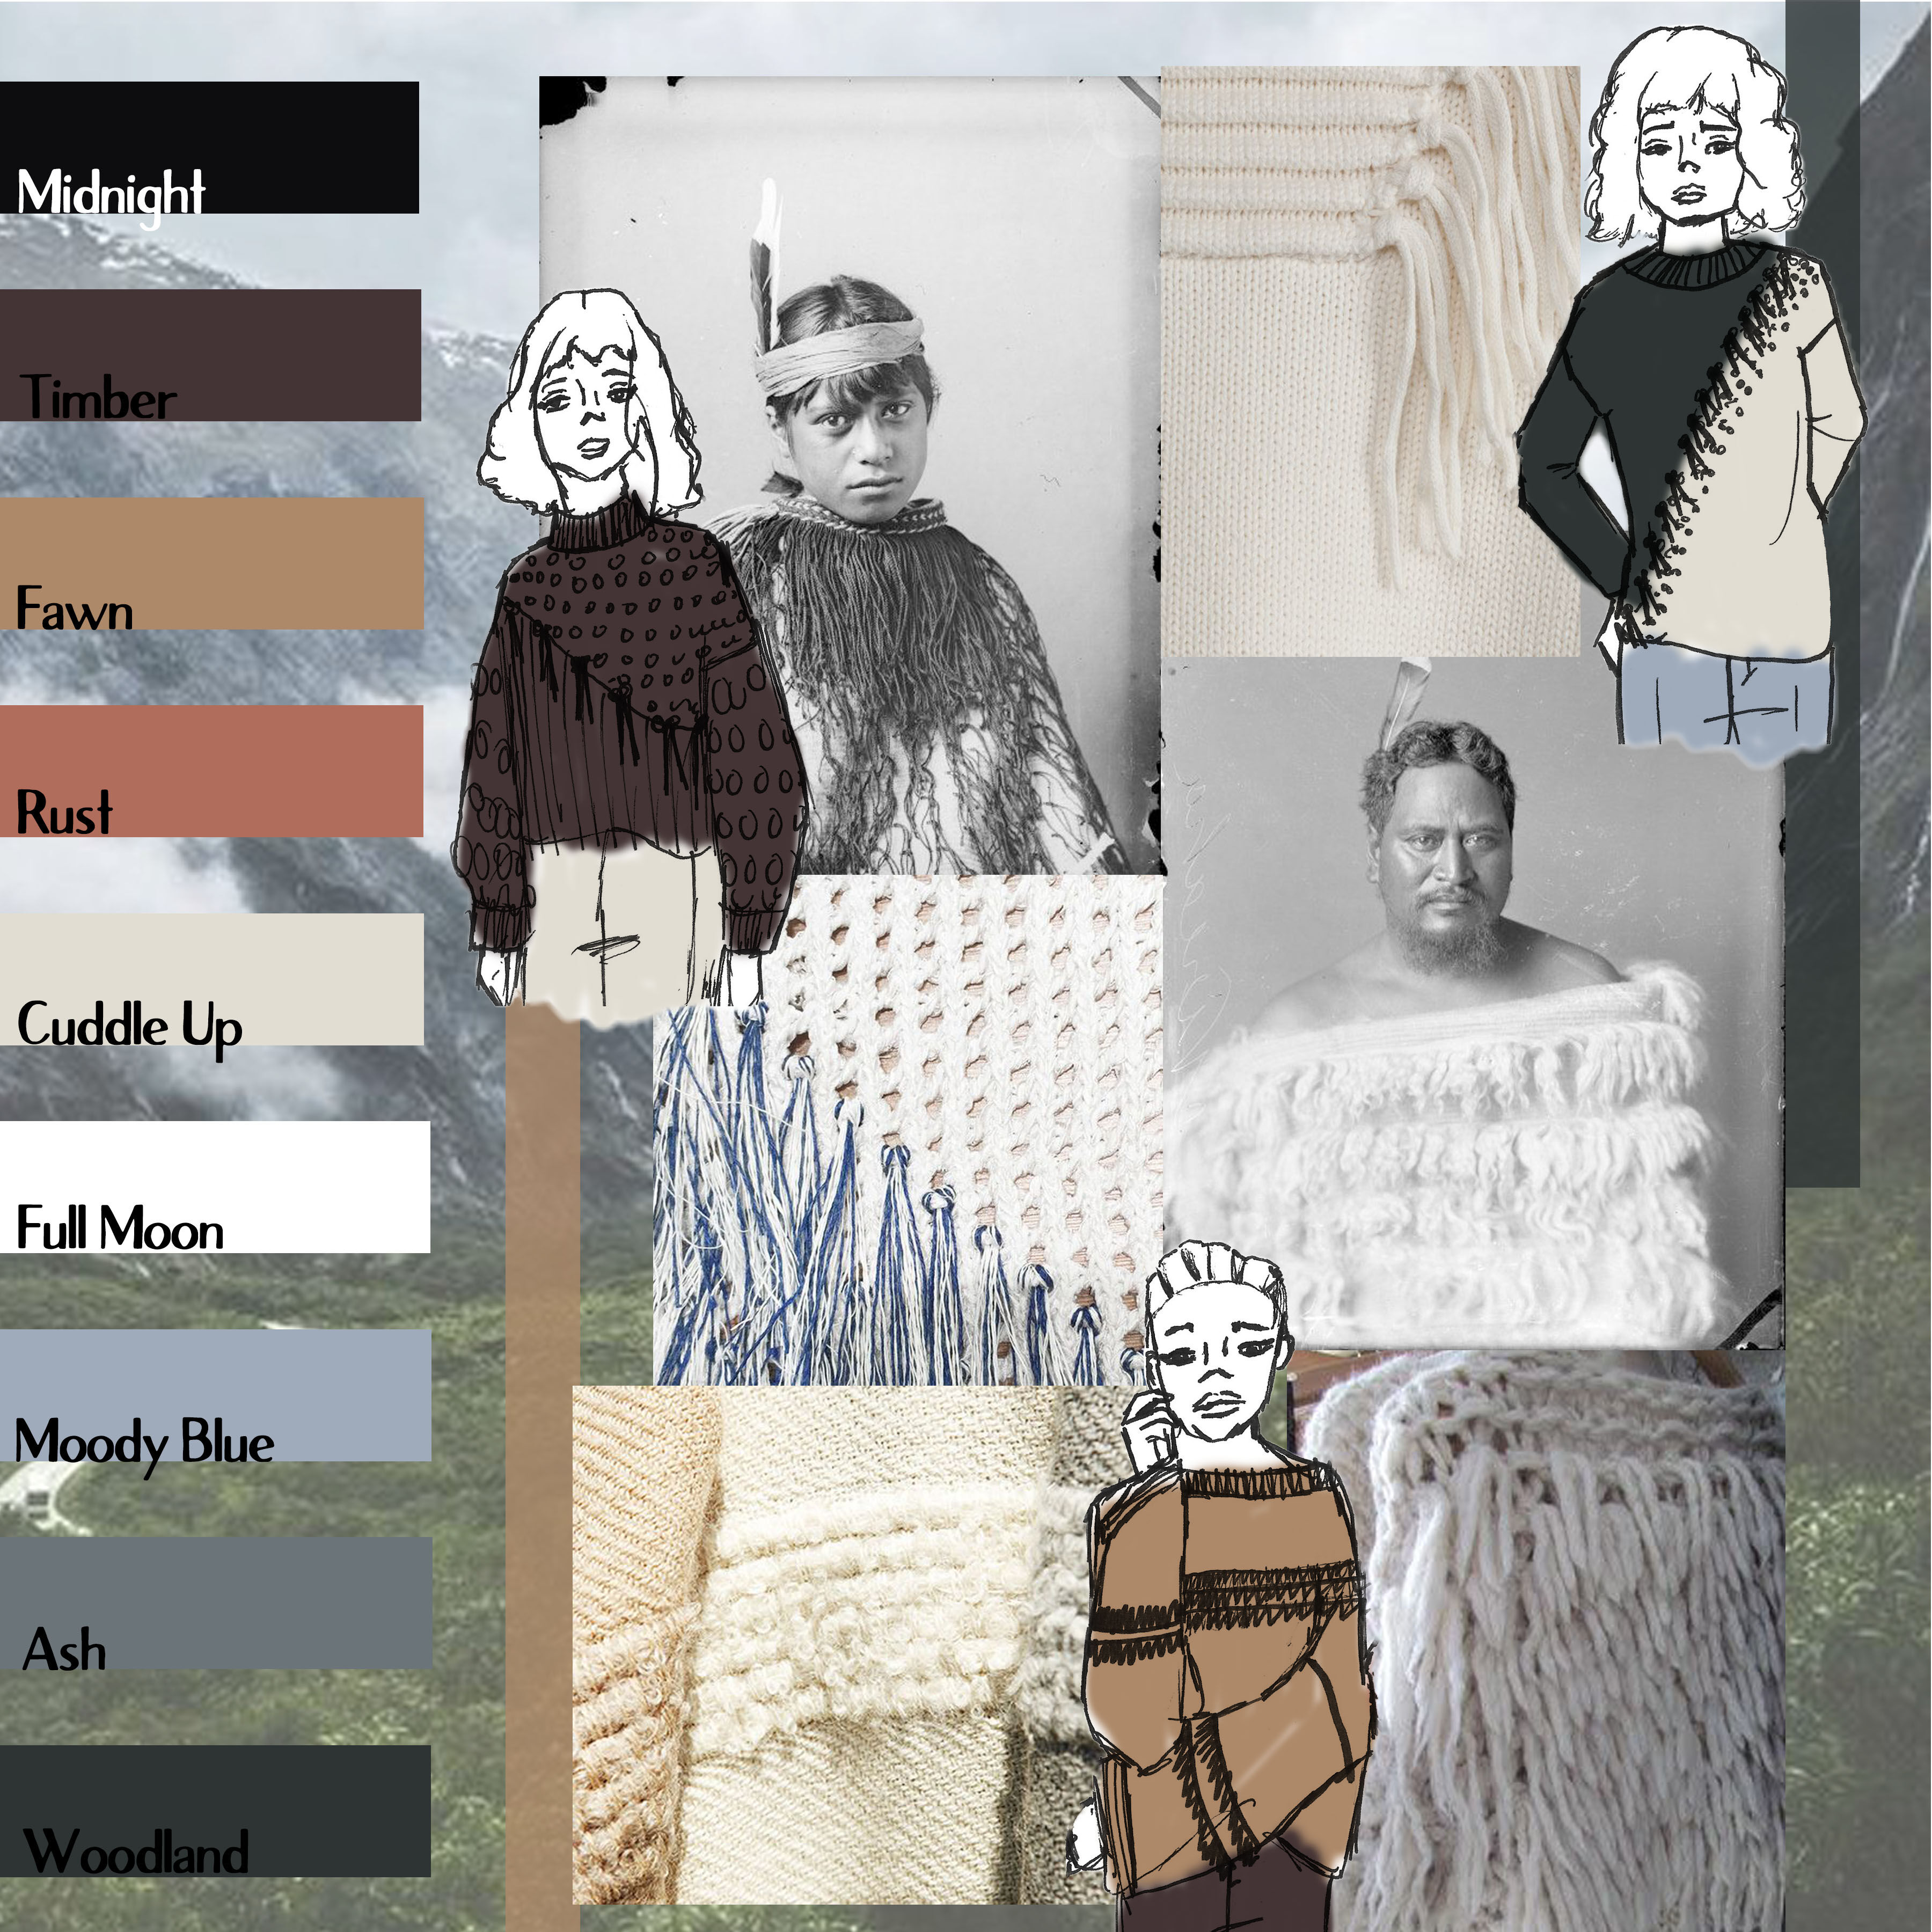 Midnight
Timber
Fawn
Rust
Cuddle Up
Full Moon
Moody Blue
Ash
Woodland